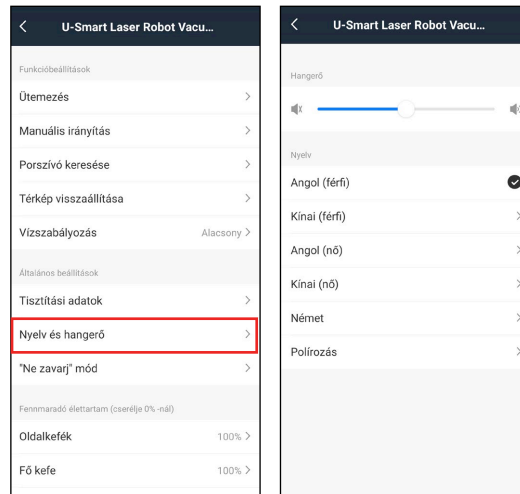 U-Smart Laser Robot Vacu...
Funkcióbeállítások
Ütemezés
Manuális irányítás
Porszívó keresése
Térkép visszaállítása
Vízszabályozás Alacsony
Általános beállítások
Tisztítási adatok
Nyelv és hangerő
"Ne zavarj" mód
Fennmaradó élettartam (cserélje 0%-nál)
Oldalkefék 100%
Fő kefe 100%
U-Smart Laser Robot Vacu...
Hangerő
Nyelv
Angol (férfi)
Kínai (férfi)
Angol (nő)
Kínai (nő)
Német
Polírozás